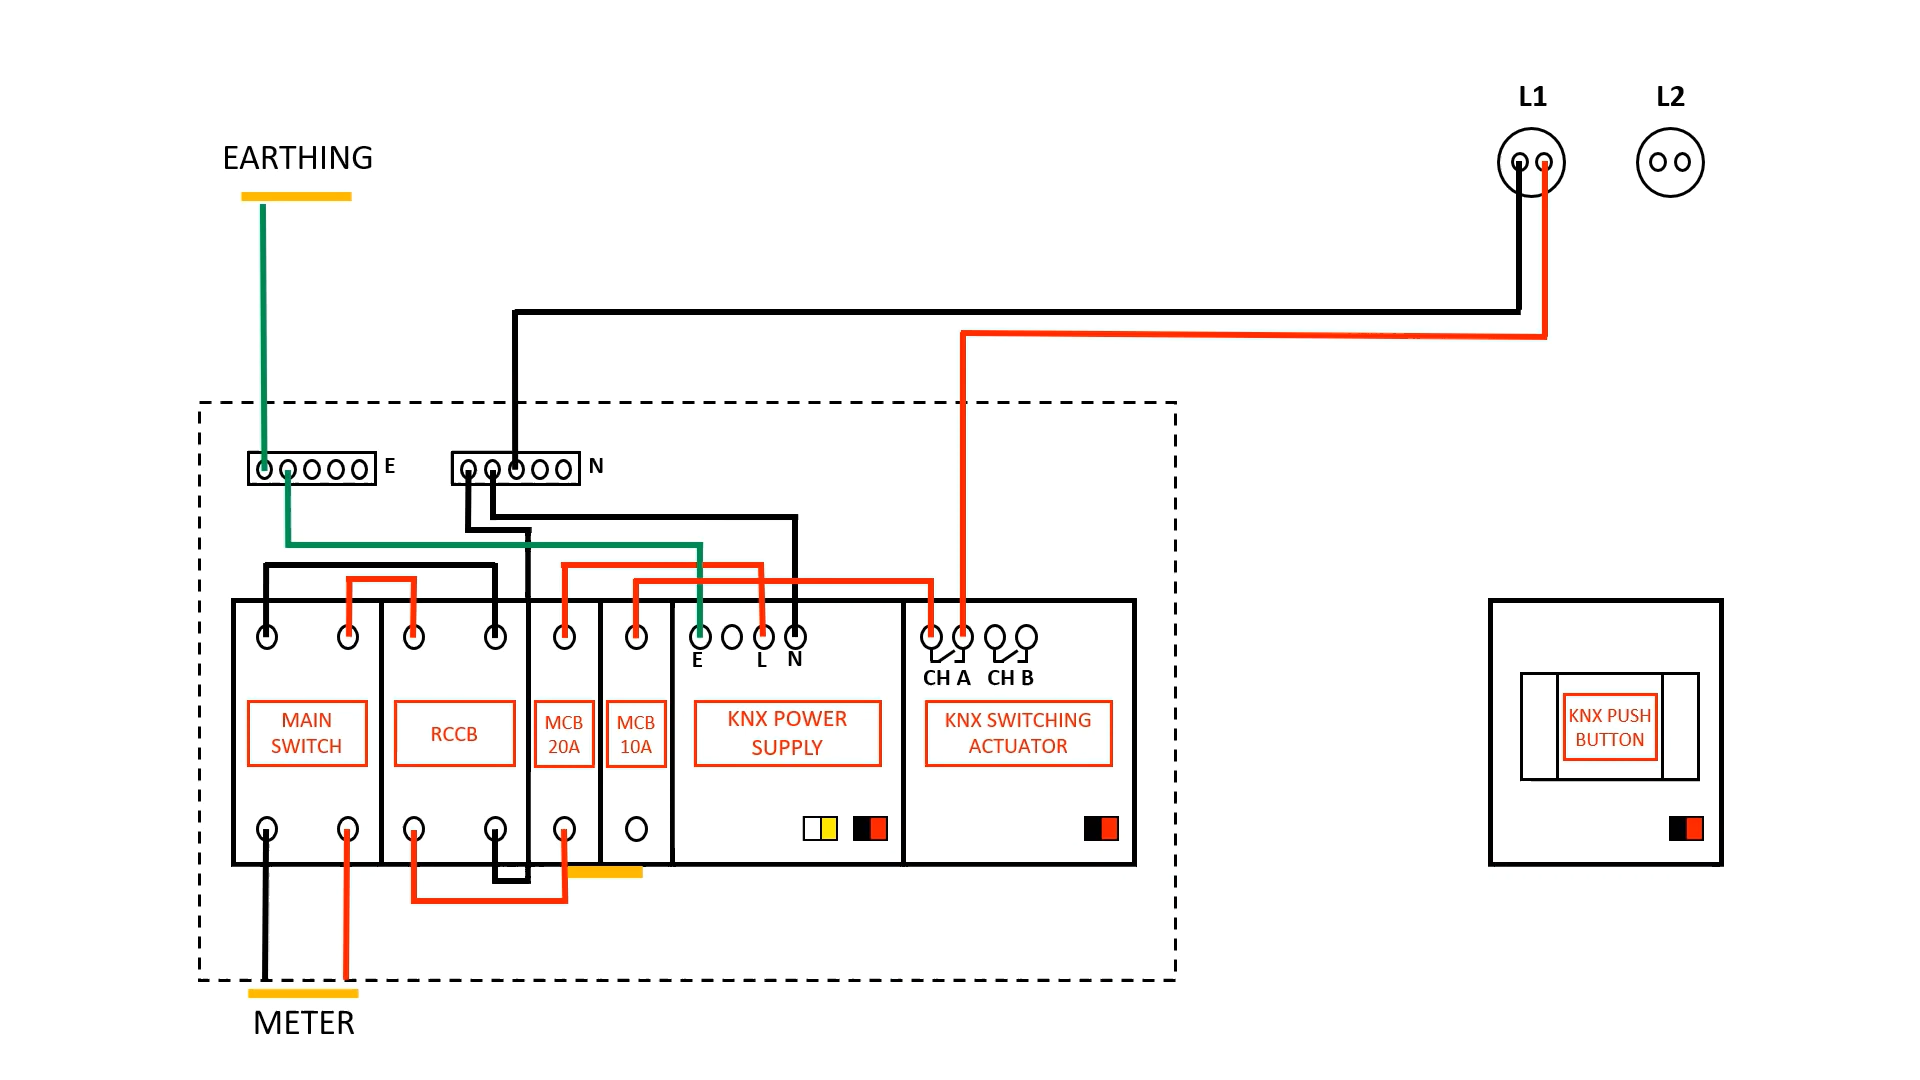 L1
L2
EARTHING
E
N
E
L
N
CH A
CH B
MAIN
SWITCH
RCCB
MCB
20A
MCB
10A
KNX POWER
SUPPLY
KNX SWITCHING
ACTUATOR
KNX PUSH
BUTTON
METER